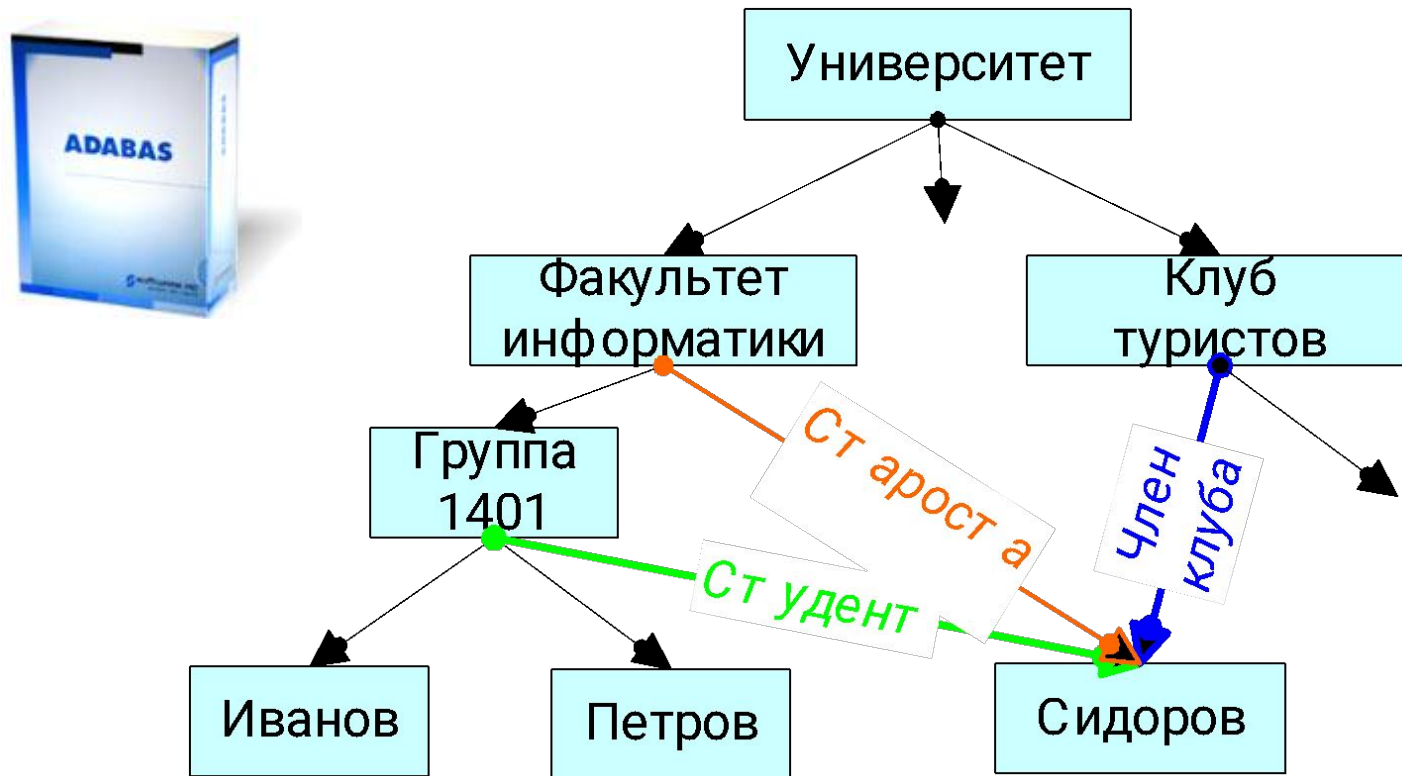 ADABAS
Университет
Факультет
информатики
Клуб
туристов
Группа
1401
Староста
Студент
Член
клуба
Иванов
Петров
Сидоров